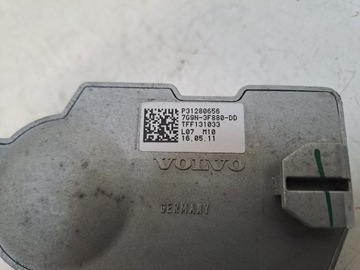 P31280656
7G9N-3F880-DD
TFF131033
L07 M10
16.05.11
VOLVO
GERMANY